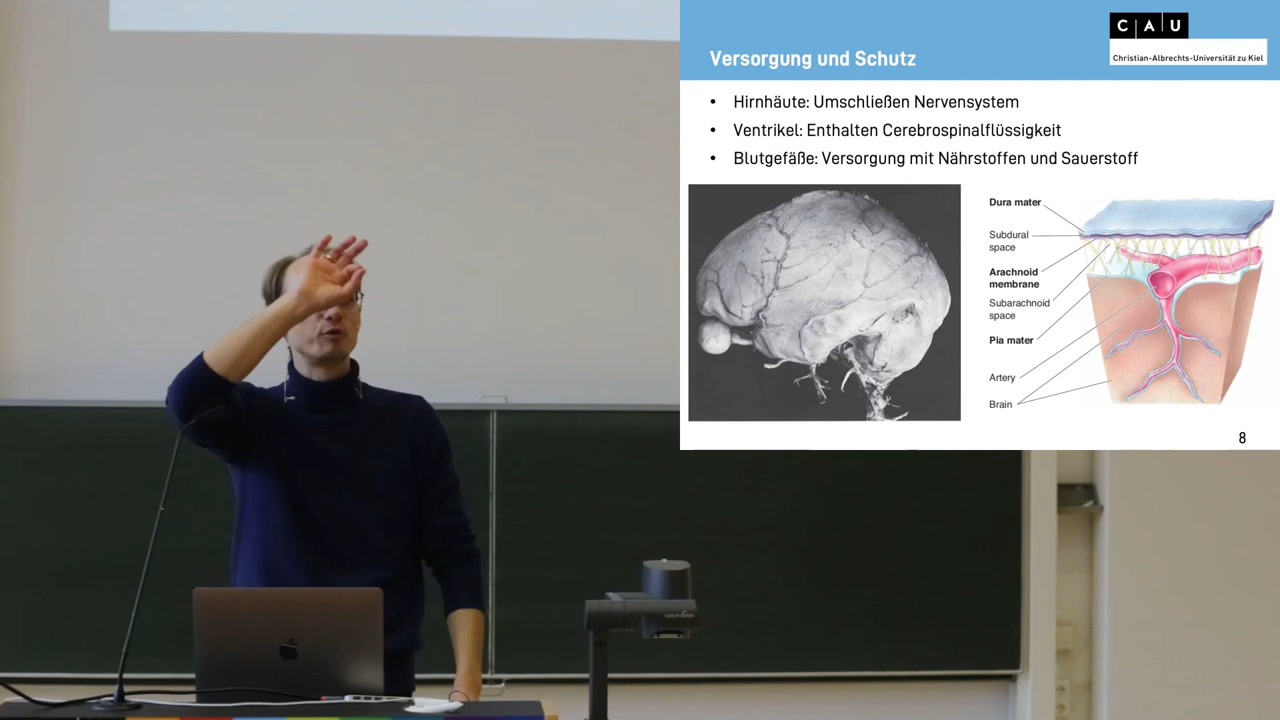 C A U
Christian-Albrechts-Universität zu Kiel
Versorgung und Schutz
• Hirnhäute: Umschließen Nervensystem
• Ventrikel: Enthalten Cerebrospinalflüssigkeit
• Blutgefäße: Versorgung mit Nährstoffen und Sauerstoff
Dura mater
Subdural
space
Arachnoid
membrane
Subarachnoid
space
Pia mater
Artery
Brain
8